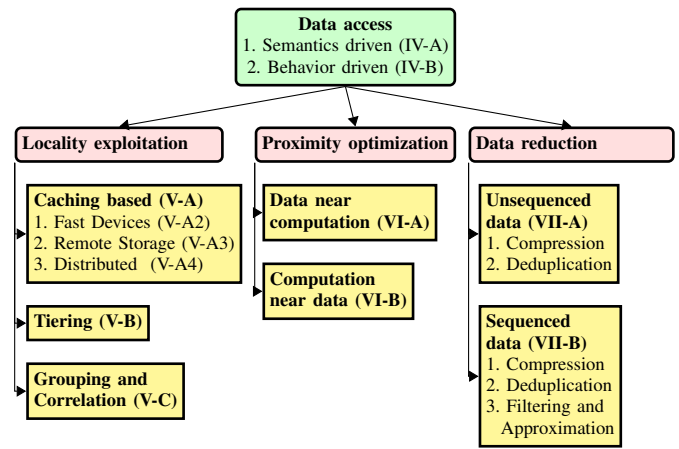 Data access
1. Semantics driven (IV-A)
2. Behavior driven (IV-B)
Locality exploitation
Proximity optimization
Data reduction
Caching based (V-A)
1. Fast Devices (V-A2)
2. Remote Storage (V-A3)
3. Distributed (V-A4)
Tiering (V-B)
Grouping and
Correlation (V-C)
Data near
computation (VI-A)
Computation
near data (VI-B)
Unsequenced
data (VII-A)
1. Compression
2. Deduplication
Sequenced
data (VII-B)
1. Compression
2. Deduplication
3. Filtering and
Approximation